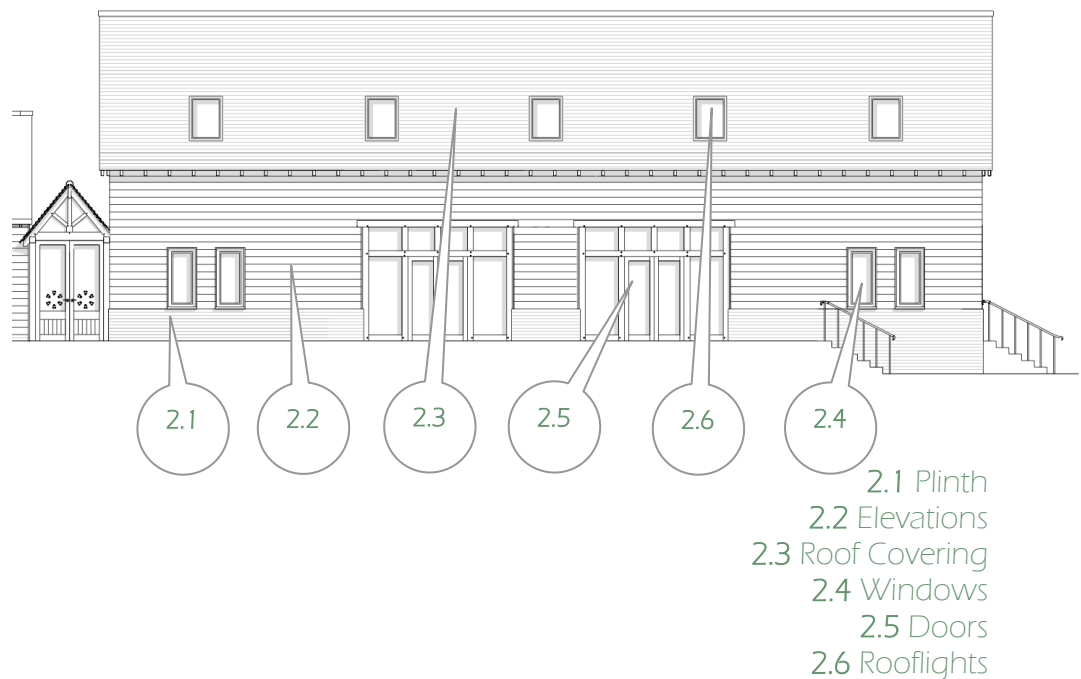 2.1
2.2
2.3
2.5
2.6
2.4
2.1 Plinth
2.2 Elevations
2.3 Roof Covering
2.4 Windows
2.5 Doors
2.6 Rooflights